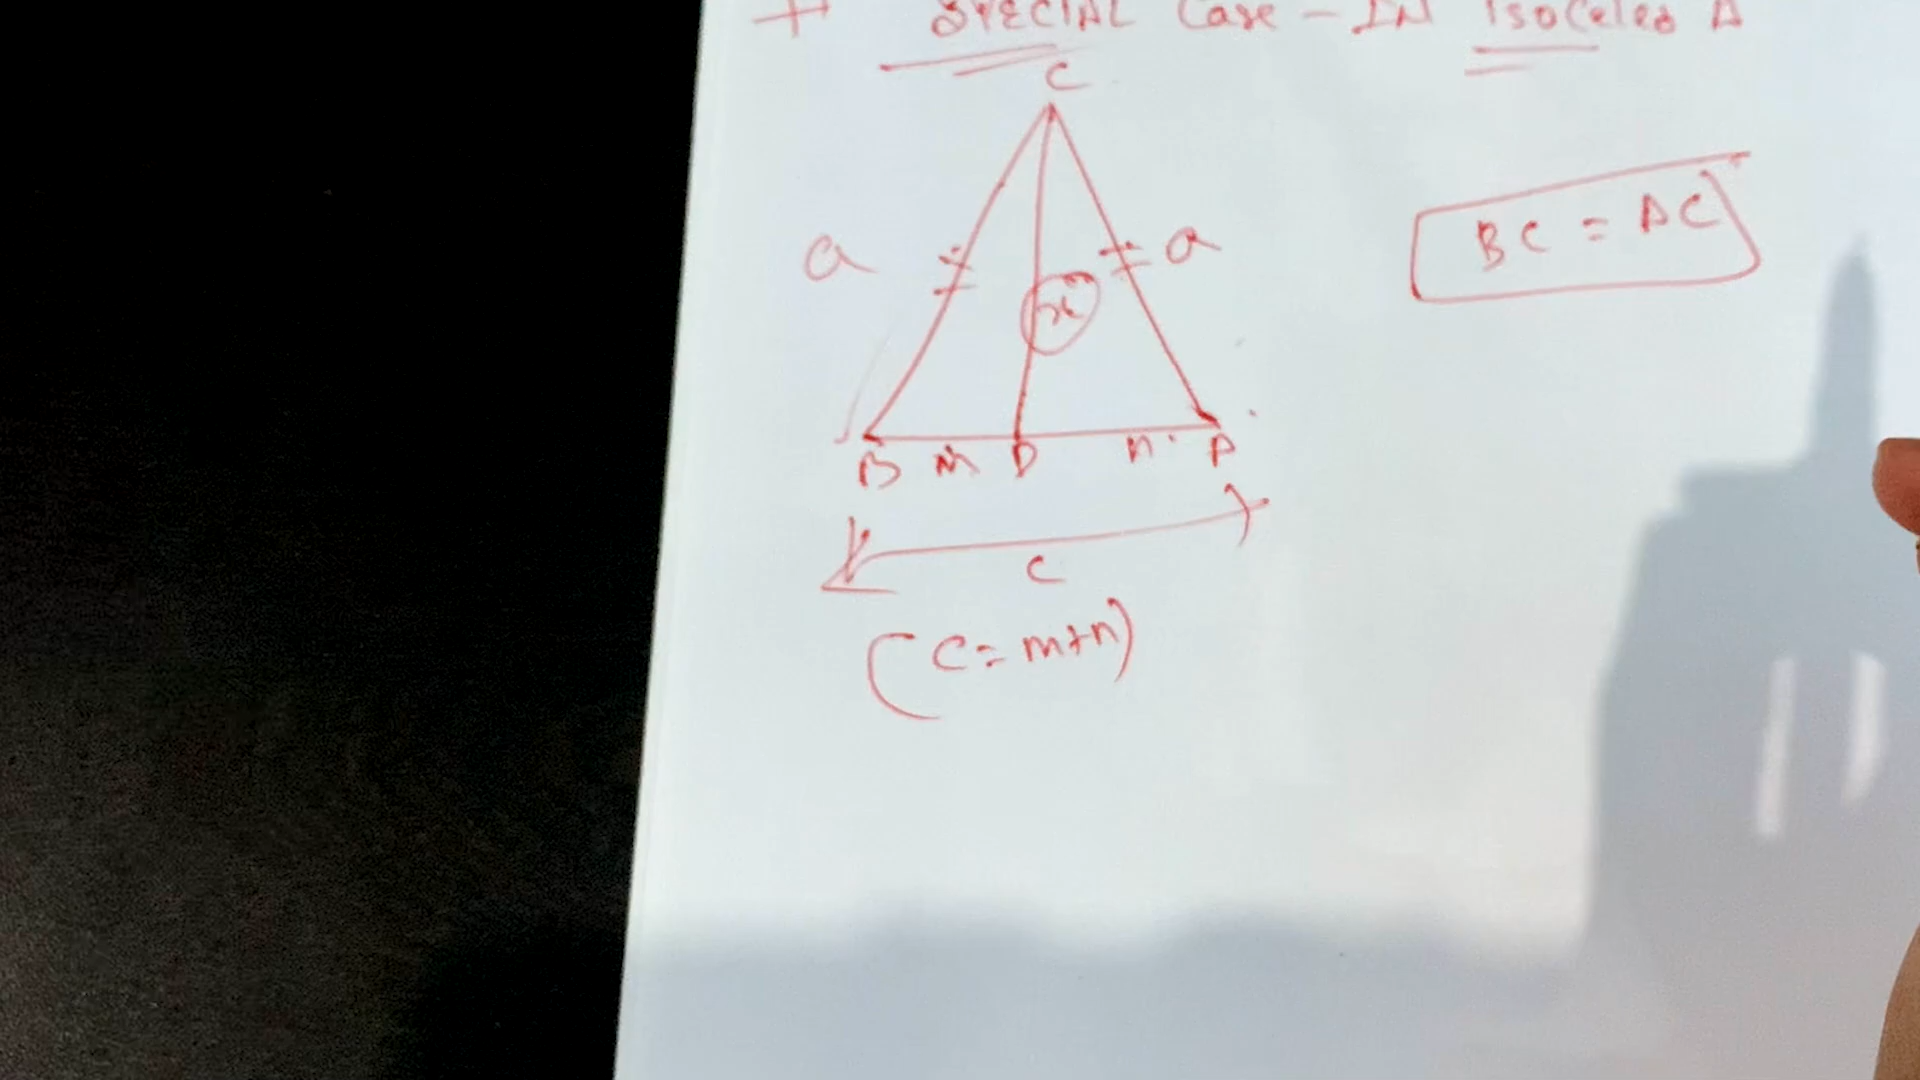 + SPECIAL Case - IN Isoceles Δ
C
a a
x
B m D n A
c
(c = m+n)
BC = AC